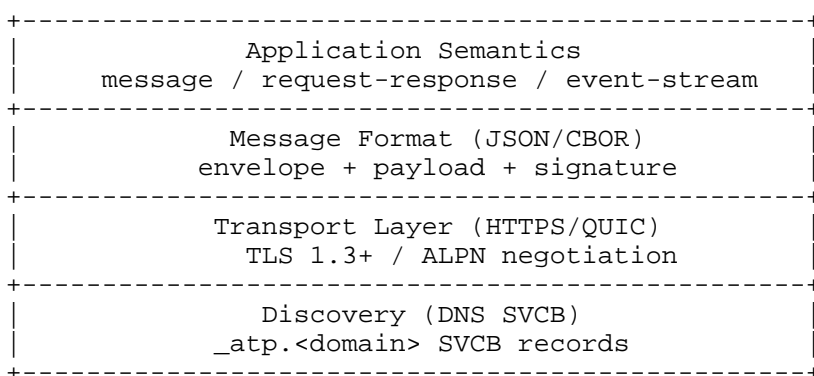 Application Semantics
message / request-response / event-stream
Message Format (JSON/CBOR)
envelope + payload + signature
Transport Layer (HTTPS/QUIC)
TLS 1.3+ / ALPN negotiation
Discovery (DNS SVCB)
_atp.<domain> SVCB records